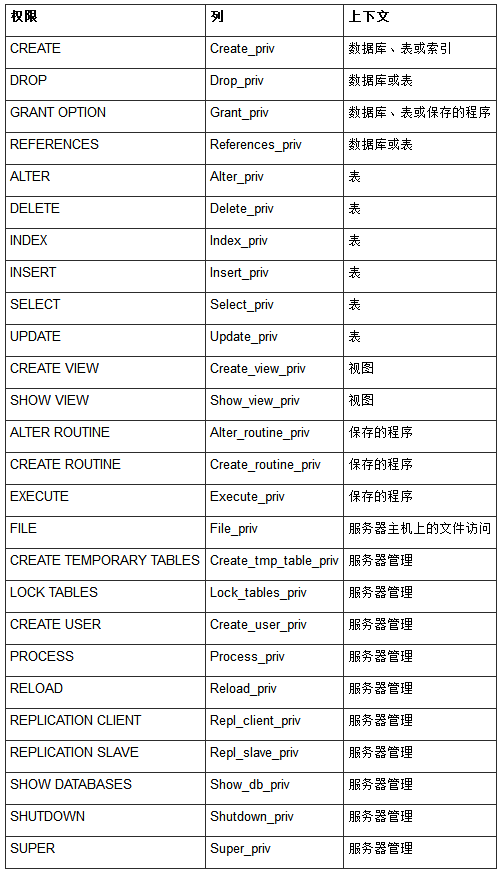 权限 列 上下文
CREATE Create_priv 数据库、表或索引
DROP Drop_priv 数据库或表
GRANT OPTION Grant_priv 数据库、表或保存的程序
REFERENCES References_priv 数据库或表
ALTER Alter_priv 表
DELETE Delete_priv 表
INDEX Index_priv 表
INSERT Insert_priv 表
SELECT Select_priv 表
UPDATE Update_priv 表
CREATE VIEW Create_view_priv 视图
SHOW VIEW Show_view_priv 视图
ALTER ROUTINE Alter_routine_priv 保存的程序
CREATE ROUTINE Create_routine_priv 保存的程序
EXECUTE Execute_priv 保存的程序
FILE File_priv 服务器主机上的文件访问
CREATE TEMPORARY TABLES Create_tmp_table_priv 服务器管理
LOCK TABLES Lock_tables_priv 服务器管理
CREATE USER Create_user_priv 服务器管理
PROCESS Process_priv 服务器管理
RELOAD Reload_priv 服务器管理
REPLICATION CLIENT Repl_client_priv 服务器管理
REPLICATION SLAVE Repl_slave_priv 服务器管理
SHOW DATABASES Show_db_priv 服务器管理
SHUTDOWN Shutdown_priv 服务器管理
SUPER Super_priv 服务器管理